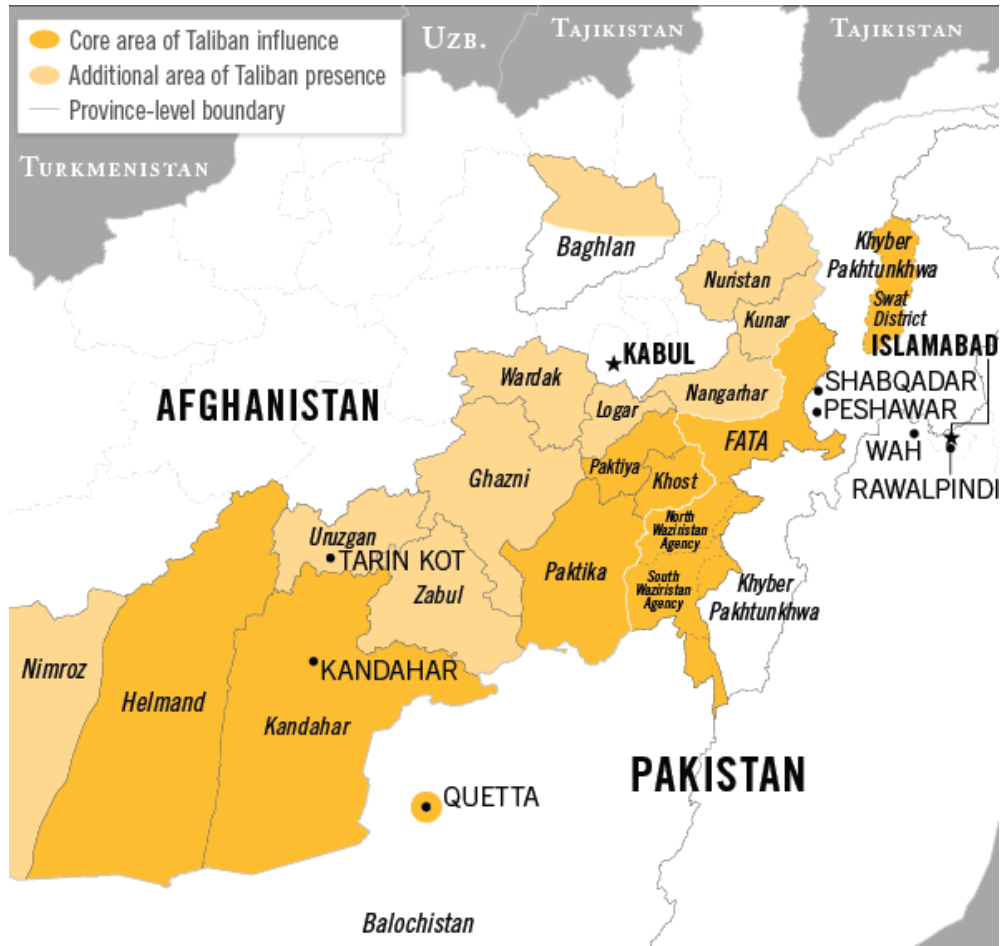 Core area of Taliban influence
Additional area of Taliban presence
Province-level boundary
UZB.
TAJIKISTAN
TAJIKISTAN
TURKMENISTAN
Baghlan
Khyber
Pakhtunkhwa
Swat
District
Nuristan
Kunar
ISLAMABAD
KABUL
Wardak
Nangarhar
SHABQADAR
PESHAWAR
AFGHANISTAN
Logar
FATA
WAH
Ghazni
Paktiya
Khost
RAWALPINDI
Uruzgan
TARIN KOT
North
Waziristan
Agency
Paktika
South
Waziristan
Agency
Zabul
Khyber
Pakhtunkhwa
Nimroz
KANDAHAR
Helmand
Kandahar
PAKISTAN
QUETTA
Balochistan